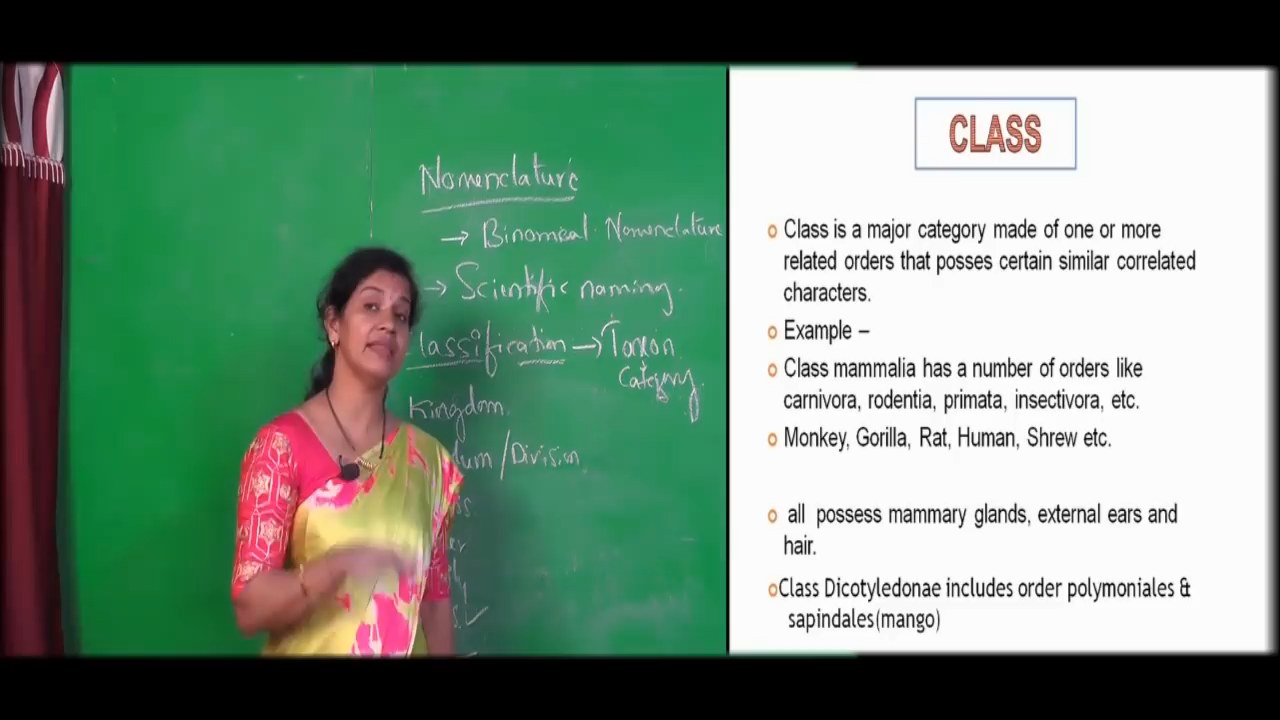 Nomenclature
→ Binomial Nomenclature
→ Scientific naming.
Classification → Taxon
Category.
Kingdom
/Division
CLASS
Class is a major category made of one or more
related orders that posses certain similar correlated
characters.
Example –
Class mammalia has a number of orders like
carnivora, rodentia, primata, insectivora, etc.
Monkey, Gorilla, Rat, Human, Shrew etc.
all possess mammary glands, external ears and
hair.
Class Dicotyledonae includes order polymoniales &
sapindales(mango)